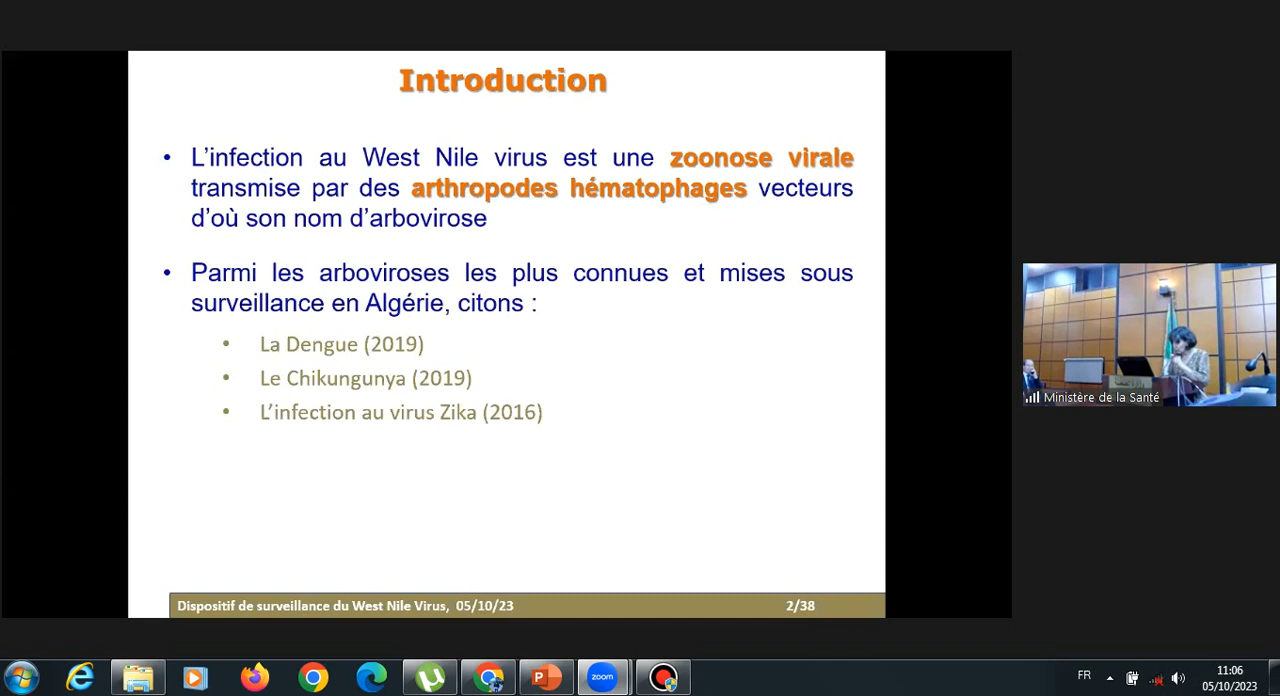 Introduction
• L’infection au West Nile virus est une zoonose virale
transmise par des arthropodes hématophages vecteurs
d’où son nom d’arbovirose
• Parmi les arboviroses les plus connues et mises sous
surveillance en Algérie, citons :
• La Dengue (2019)
• Le Chikungunya (2019)
• L’infection au virus Zika (2016)
Dispositif de surveillance du West Nile Virus, 05/10/23
2/38
Ministère de la Santé
zoom
FR
11:06
05/10/2023